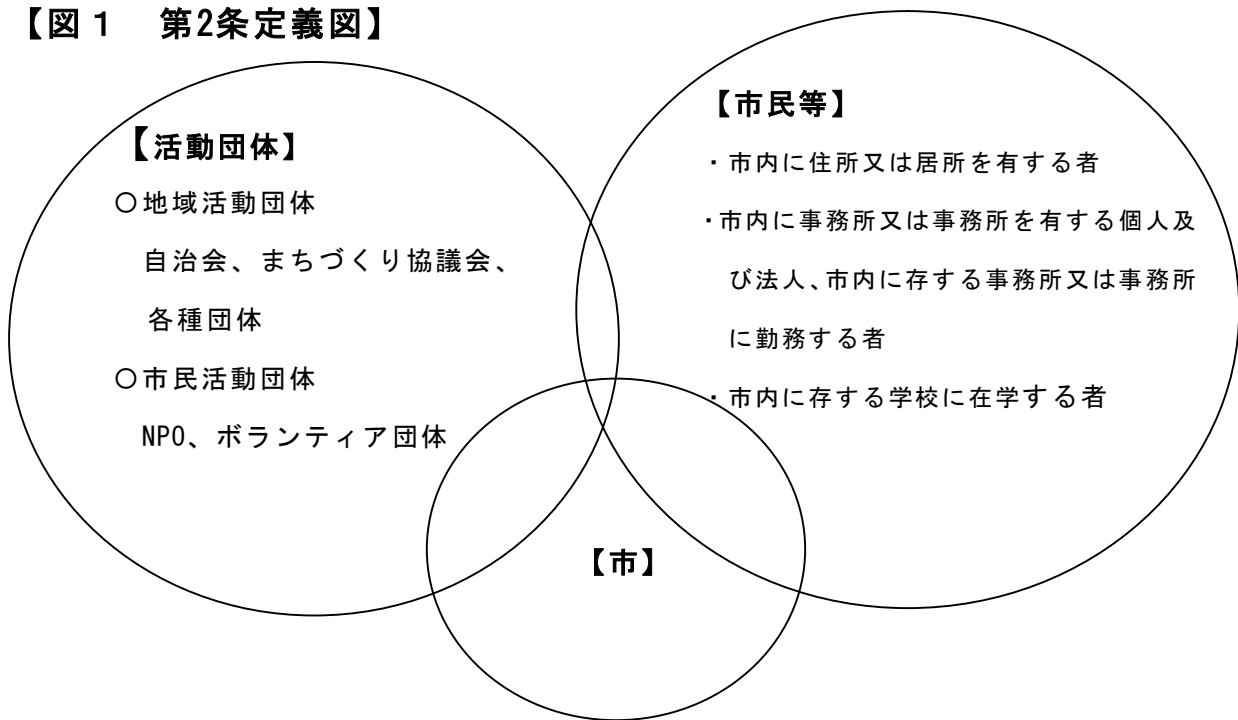 【図１　第2条定義図】
【活動団体】
○地域活動団体
自治会、まちづくり協議会、
各種団体
○市民活動団体
NPO、ボランティア団体
【市民等】
・市内に住所又は居所を有する者
・市内に事務所又は事務所を有する個人及
び法人、市内に存する事務所又は事務所
に勤務する者
・市内に存する学校に在学する者
【市】